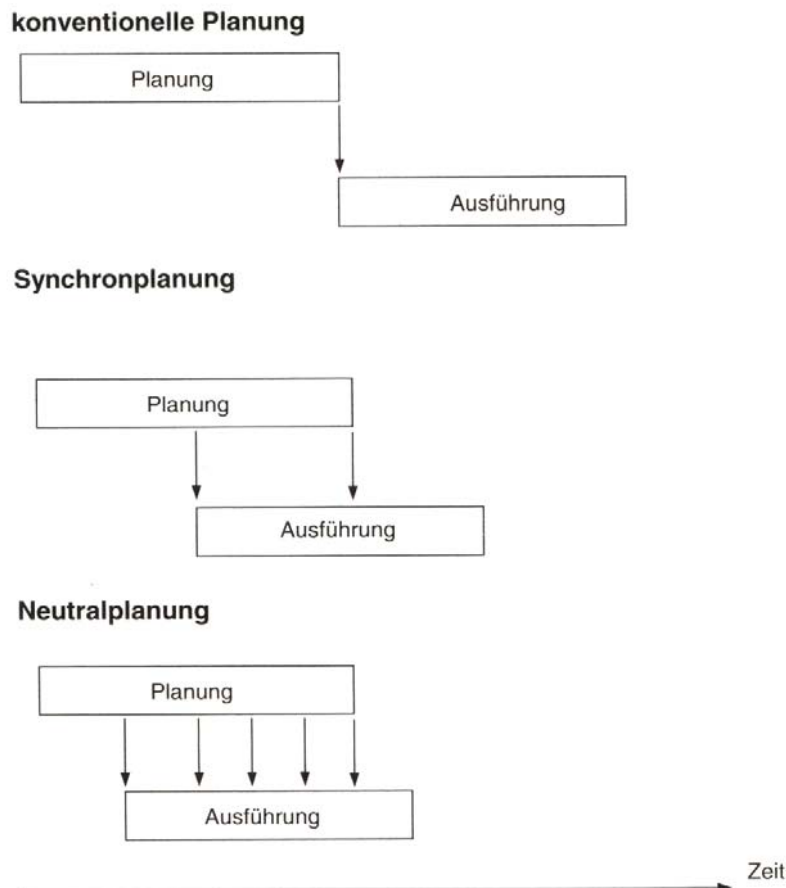 konventionelle Planung
Planung
Ausführung
Synchronplanung
Planung
Ausführung
Neutralplanung
Planung
Ausführung
Zeit